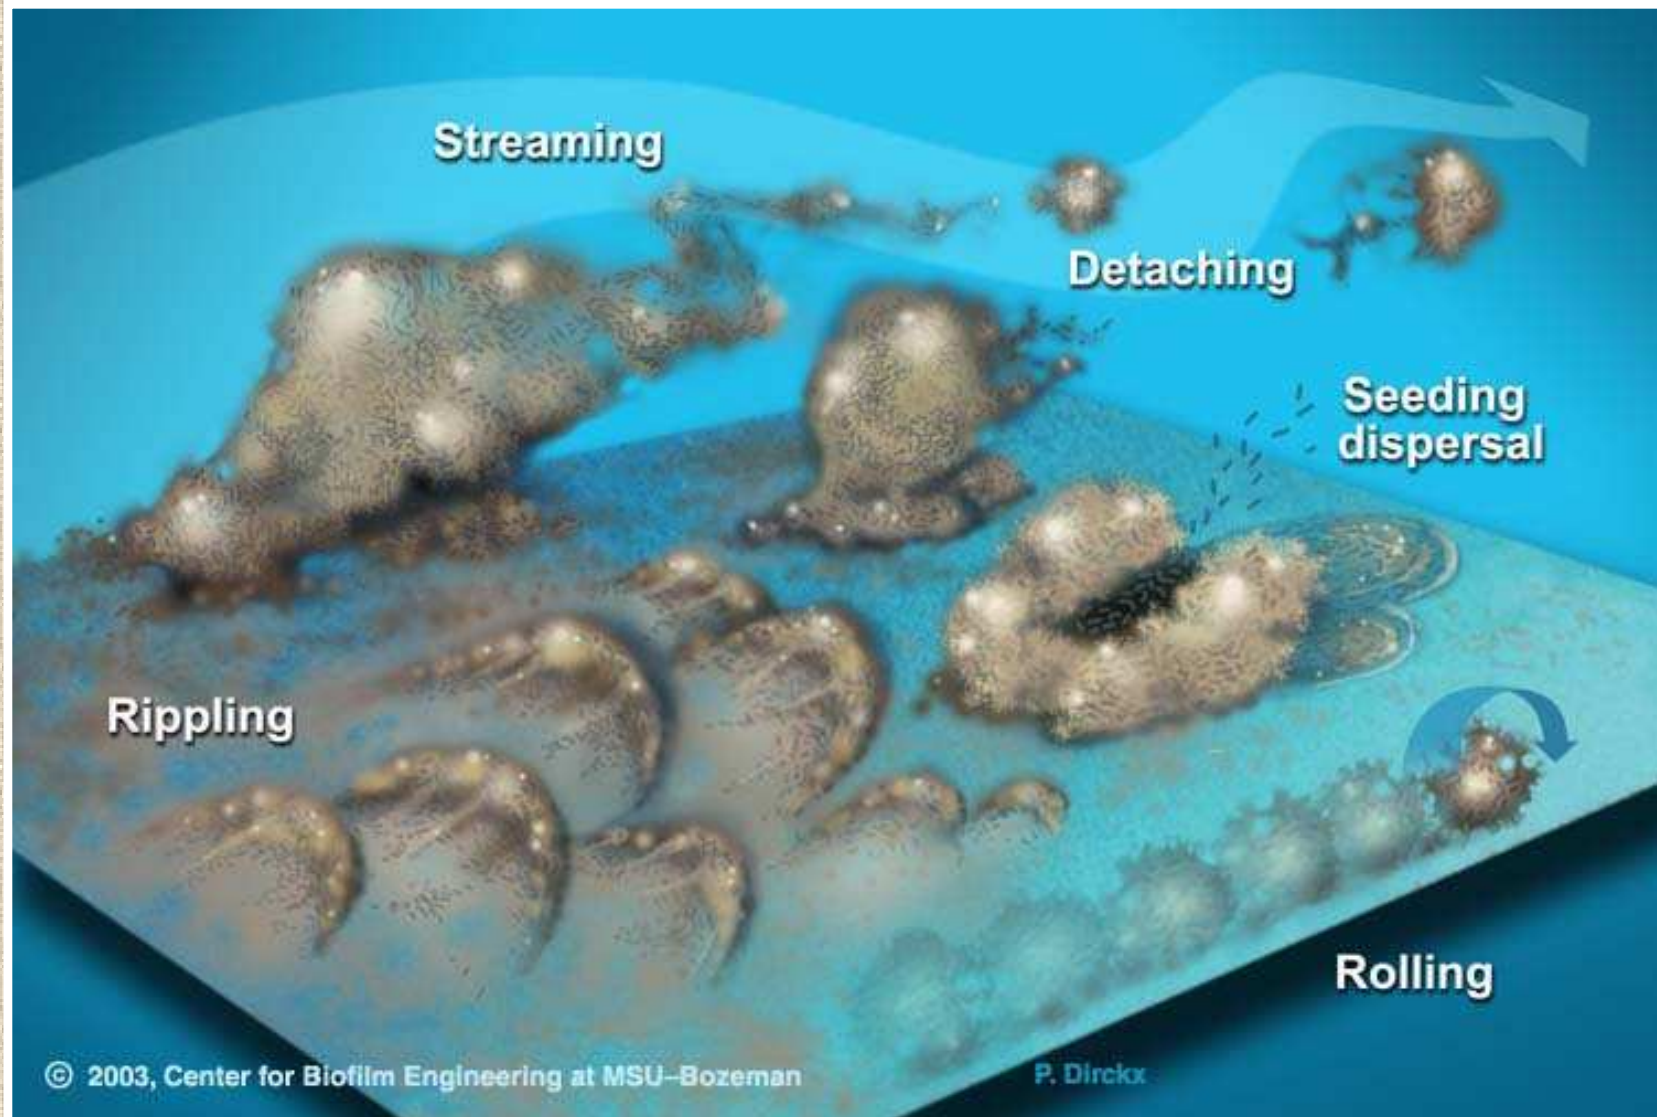 Streaming
Detaching
Seeding
dispersal
Rippling
Rolling
© 2003, Center for Biofilm Engineering at MSU–Bozeman
P. Dirckx